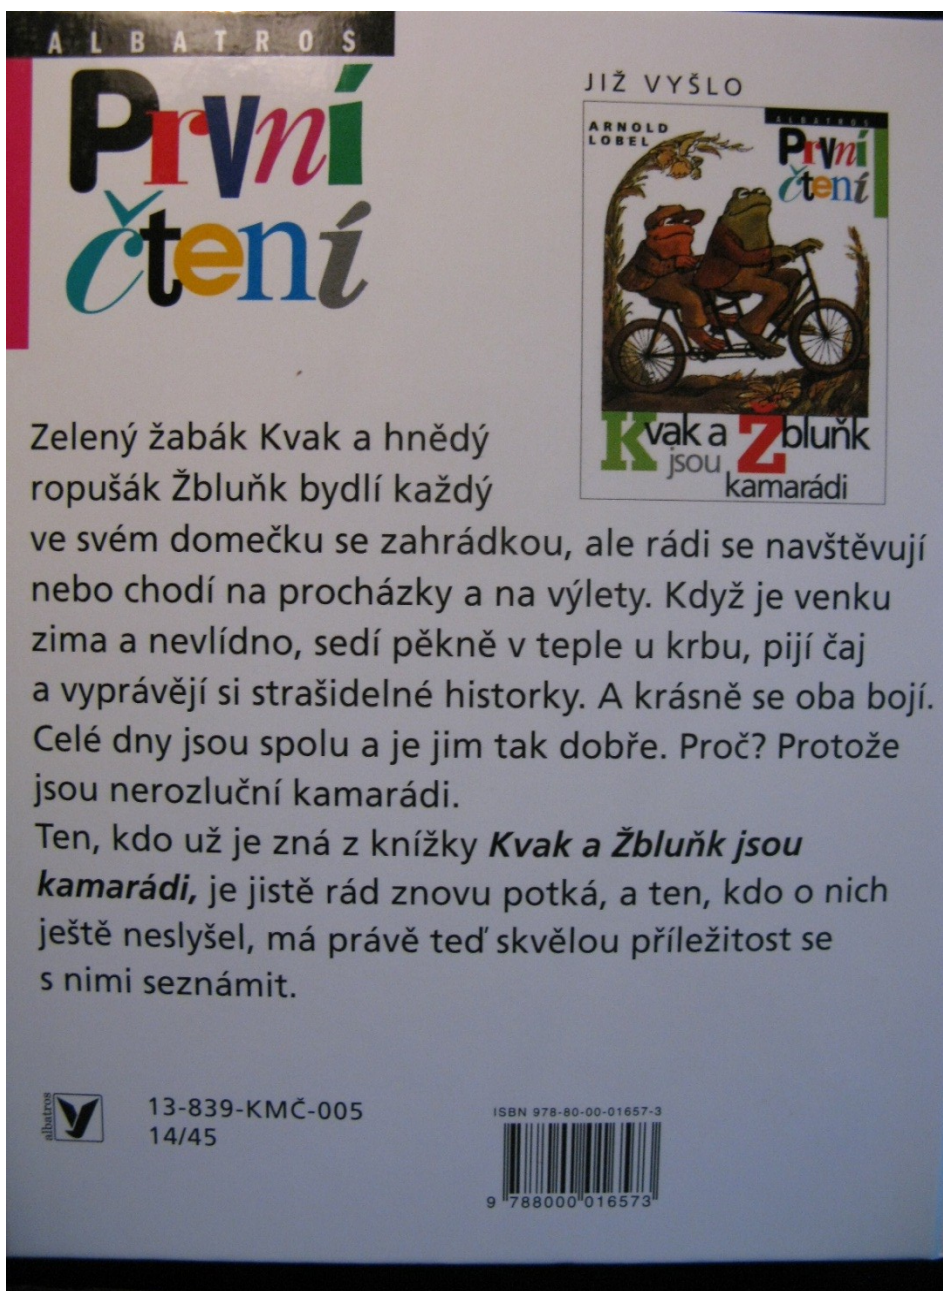 ALBATROS
První
čtení
JIŽ VYŠLO
ALBATROS
ARNOLD
LOBEL
První
čtení
Kvak a Žbluňk
jsou
kamarádi
Zelený žabák Kvak a hnědý
ropušák Žbluňk bydlí každý
ve svém domečku se zahrádkou, ale rádi se navštěvují
nebo chodí na procházky a na výlety. Když je venku
zima a nevlídno, sedí pěkně v teple u krbu, pijí čaj
a vyprávějí si strašidelné historky. A krásně se oba bojí.
Celé dny jsou spolu a je jim tak dobře. Proč? Protože
jsou nerozluční kamarádi.
Ten, kdo už je zná z knížky Kvak a Žbluňk jsou
kamarádi, je jistě rád znovu potká, a ten, kdo o nich
ještě neslyšel, má právě teď skvělou příležitost se
s nimi seznámit.
albatros
13-839-KMČ-005
14/45
ISBN 978-80-00-01657-3
9 788000 016573